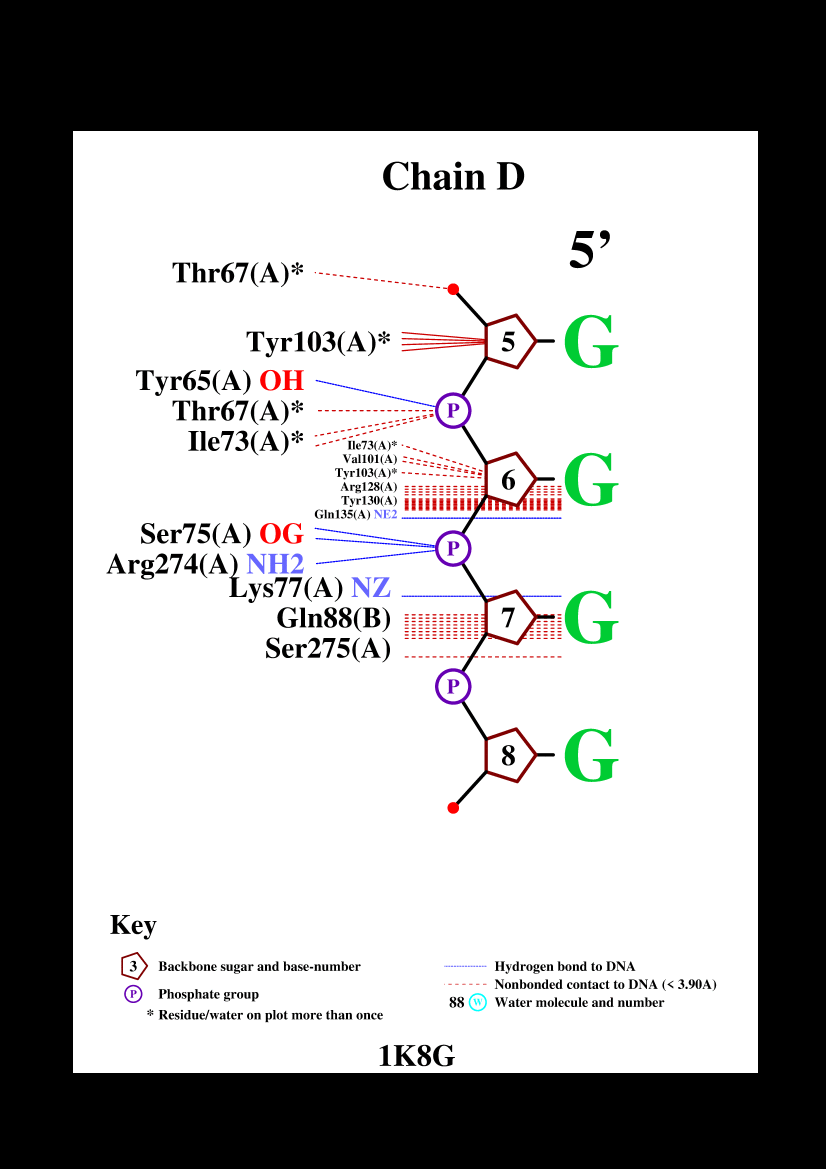 Chain D
5’
Thr67(A)*
Tyr103(A)* 5 G
Tyr65(A) OH
Thr67(A)* P
Ile73(A)*
Ile73(A)*
Val101(A)
Tyr103(A)* 6 G
Arg128(A)
Tyr130(A)
Gln135(A) NE2
Ser75(A) OG
P
Arg274(A) NH2
Lys77(A) NZ
Gln88(B) 7 G
Ser275(A)
P
8 G
Key
3 Backbone sugar and base-number
P Phosphate group
* Residue/water on plot more than once
Hydrogen bond to DNA
Nonbonded contact to DNA (< 3.90A)
88 W Water molecule and number
1K8G